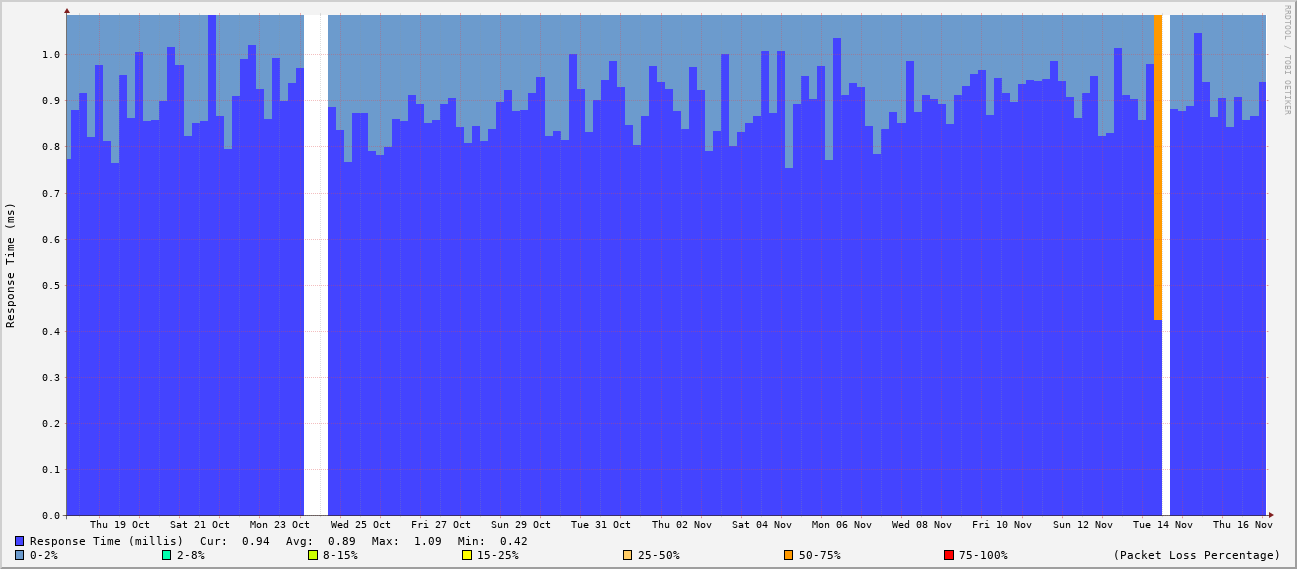 RRDTOOL / TOBI OETIKER
Response Time (ms)
1.0
0.9
0.8
0.7
0.6
0.5
0.4
0.3
0.2
0.1
0.0
Thu 19 Oct Sat 21 Oct Mon 23 Oct Wed 25 Oct Fri 27 Oct Sun 29 Oct Tue 31 Oct Thu 02 Nov Sat 04 Nov Mon 06 Nov Wed 08 Nov Fri 10 Nov Sun 12 Nov Tue 14 Nov Thu 16 Nov
Response Time (millis) Cur: 0.94 Avg: 0.89 Max: 1.09 Min: 0.42
0-2% 2-8% 8-15% 15-25% 25-50% 50-75% 75-100% (Packet Loss Percentage)